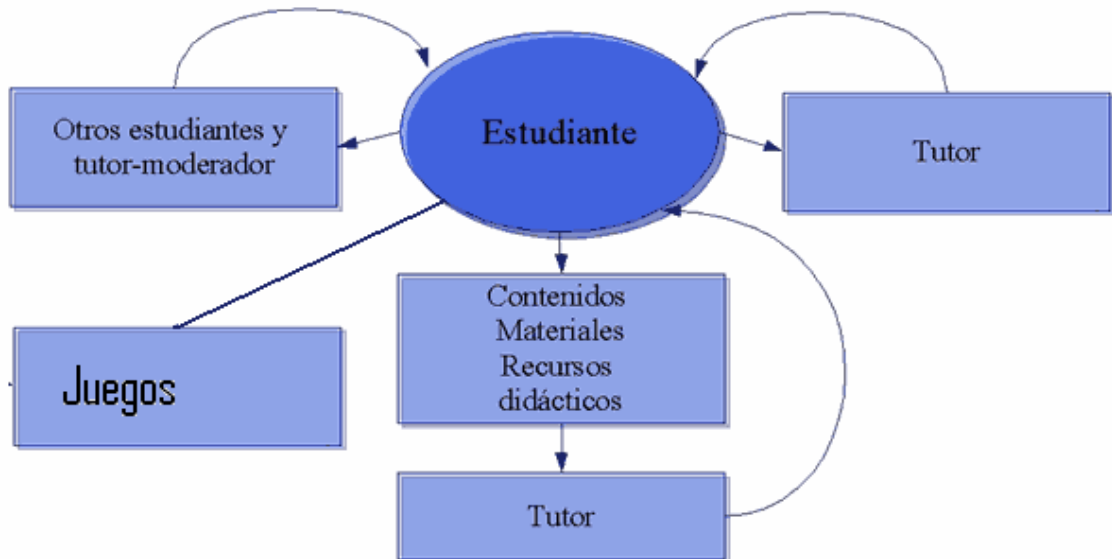 Estudiante
Otros estudiantes y
tutor-moderador
Tutor
Contenidos
Materiales
Recursos
didácticos
Juegos
Tutor